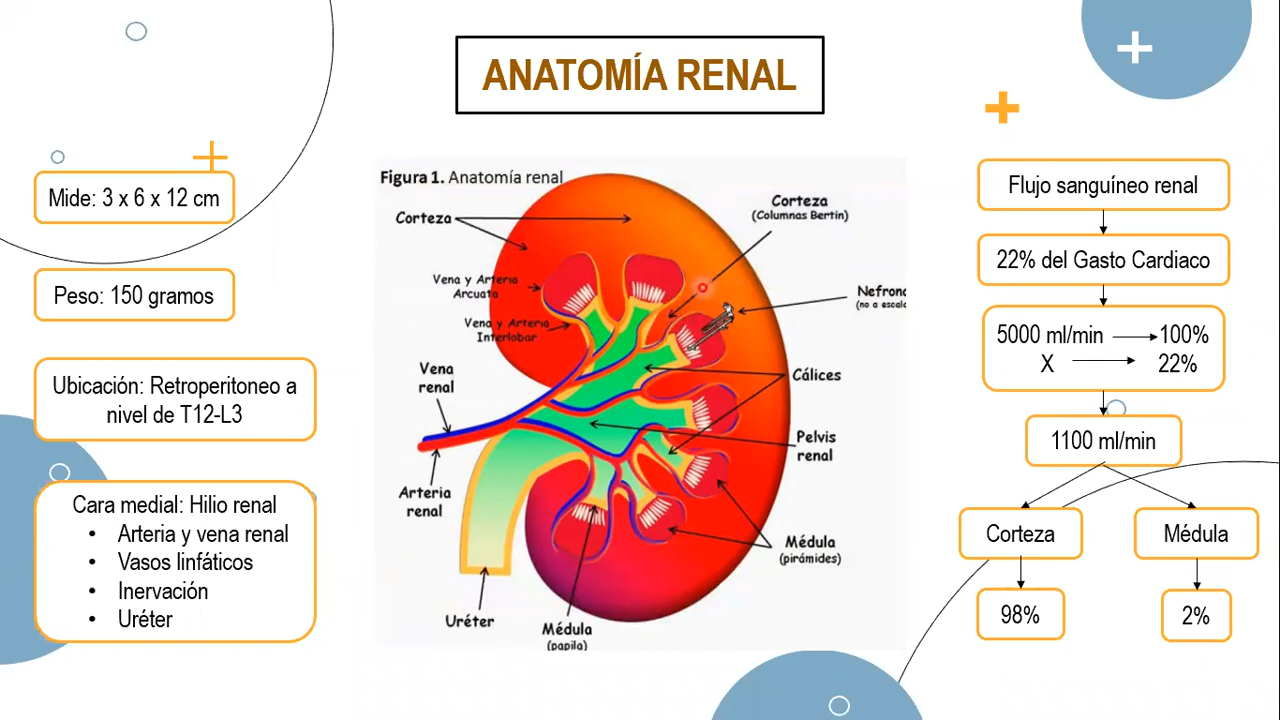 ANATOMÍA RENAL
Mide: 3 x 6 x 12 cm
Peso: 150 gramos
Ubicación: Retroperitoneo a
nivel de T12-L3
Cara medial: Hilio renal
• Arteria y vena renal
• Vasos linfáticos
• Inervación
• Uréter
Figura 1. Anatomía renal
Corteza
Corteza
(Columnas Bertin)
Vena y Arteria
Arcuata
Nefrona
(no a escala
Vena y Arteria
Interlobar
Vena
renal
Cálices
Pelvis
renal
Arteria
renal
Médula
(pirámides)
Uréter
Médula
(papila)
Flujo sanguíneo renal
22% del Gasto Cardiaco
5000 ml/min 100%
X 22%
1100 ml/min
Corteza
Médula
98%
2%